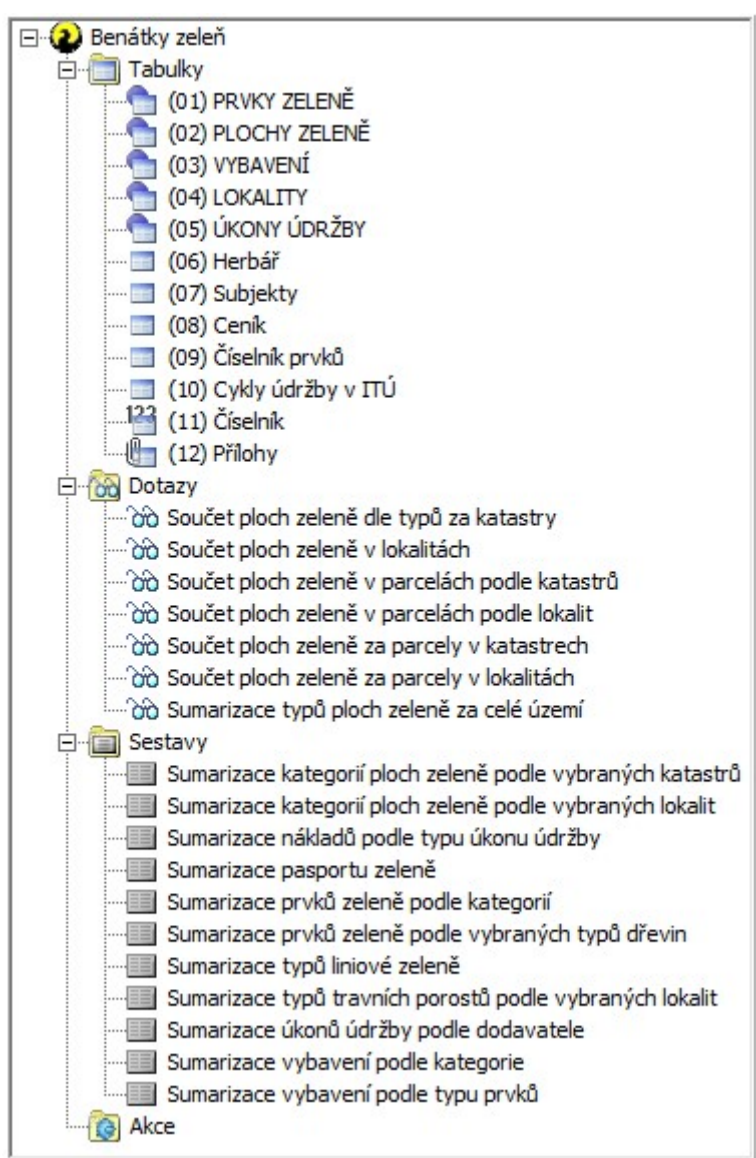 Benátky zeleň
Tabulky
(01) PRVKY ZELENĚ
(02) PLOCHY ZELENĚ
(03) VYBAVENÍ
(04) LOKALITY
(05) ÚKONY ÚDRŽBY
(06) Herbář
(07) Subjekty
(08) Ceník
(09) Číselník prvků
(10) Cykly údržby v ITÚ
123 (11) Číselník
(12) Přílohy
Dotazy
Součet ploch zeleně dle typů za katastry
Součet ploch zeleně v lokalitách
Součet ploch zeleně v parcelách podle katastrů
Součet ploch zeleně v parcelách podle lokalit
Součet ploch zeleně za parcely v katastrech
Součet ploch zeleně za parcely v lokalitách
Sumarizace typů ploch zeleně za celé území
Sestavy
Sumarizace kategorií ploch zeleně podle vybraných katastrů
Sumarizace kategorií ploch zeleně podle vybraných lokalit
Sumarizace nákladů podle typu úkonu údržby
Sumarizace pasportu zeleně
Sumarizace prvků zeleně podle kategorií
Sumarizace prvků zeleně podle vybraných typů dřevin
Sumarizace typů liniové zeleně
Sumarizace typů travních porostů podle vybraných lokalit
Sumarizace úkonů údržby podle dodavatele
Sumarizace vybavení podle kategorie
Sumarizace vybavení podle typu prvků
Akce